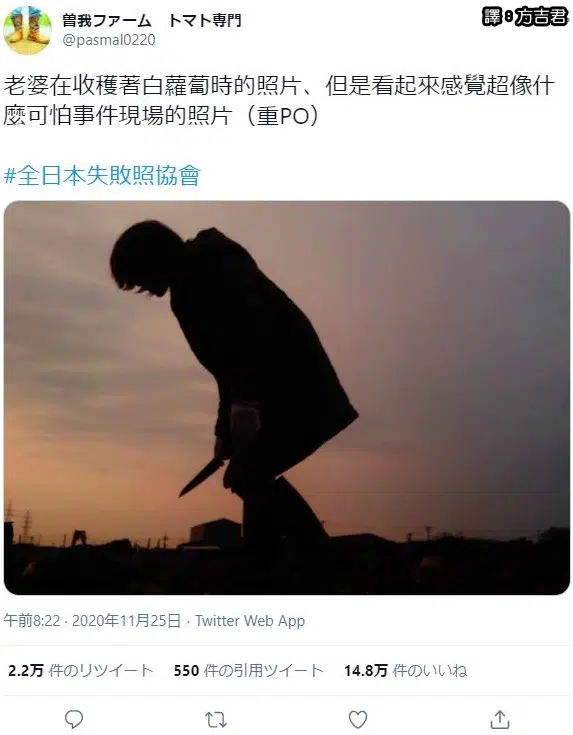 曽我ファーム　トマト専門
@pasmal0220
譯:方吉君
老婆在收穫著白蘿蔔時的照片、但是看起來感覺超像什
麼可怕事件現場的照片（重PO）
#全日本失敗照協會
午前8:22 · 2020年11月25日 · Twitter Web App
2.2万 件のリツイート 550 件の引用ツイート 14.8万 件のいいね